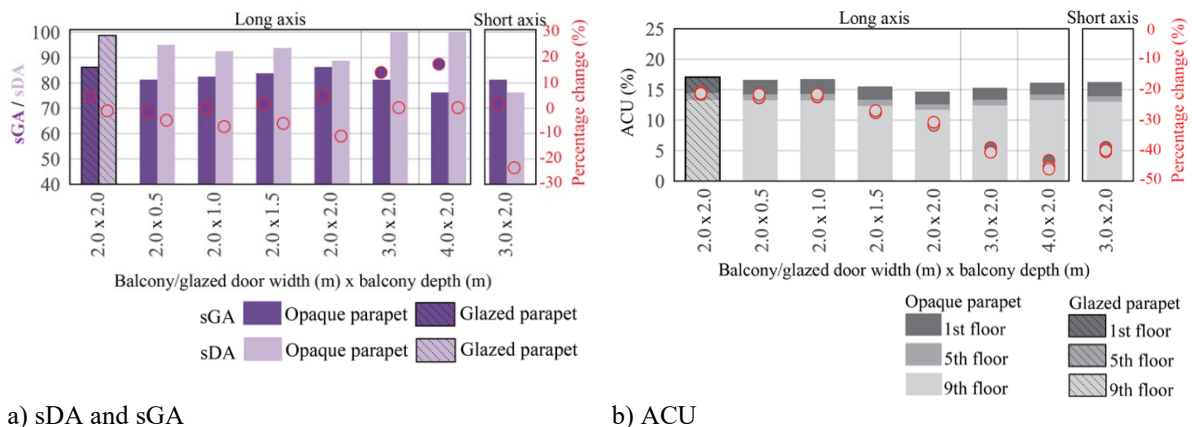 Long axis
Short axis
100
90
80
70
60
50
40
sGA / sDA
30
20
10
0
-10
-20
-30
Percentage change (%)
2.0 x 2.0
2.0 x 0.5
2.0 x 1.0
2.0 x 1.5
2.0 x 2.0
3.0 x 2.0
4.0 x 2.0
3.0 x 2.0
Balcony/glazed door width (m) x balcony depth (m)
sGA Opaque parapet Glazed parapet
sDA Opaque parapet Glazed parapet
a) sDA and sGA
Long axis
Short axis
25
20
15
10
5
0
ACU (%)
0
-10
-20
-30
-40
-50
Percentage change (%)
2.0 x 2.0
2.0 x 0.5
2.0 x 1.0
2.0 x 1.5
2.0 x 2.0
3.0 x 2.0
4.0 x 2.0
3.0 x 2.0
Balcony/glazed door width (m) x balcony depth (m)
Opaque parapet Glazed parapet
1st floor 1st floor
5th floor 5th floor
9th floor 9th floor
b) ACU